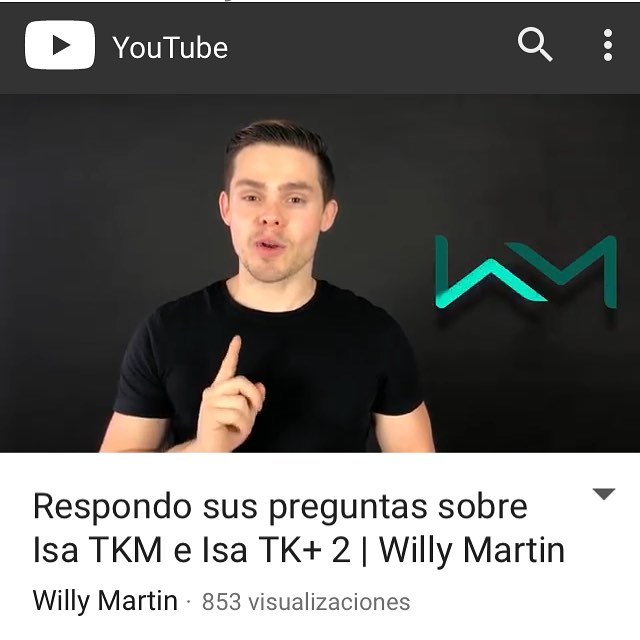 YouTube
WM
Respondo sus preguntas sobre
Isa TKM e Isa TK+ 2 | Willy Martin
Willy Martin · 853 visualizaciones